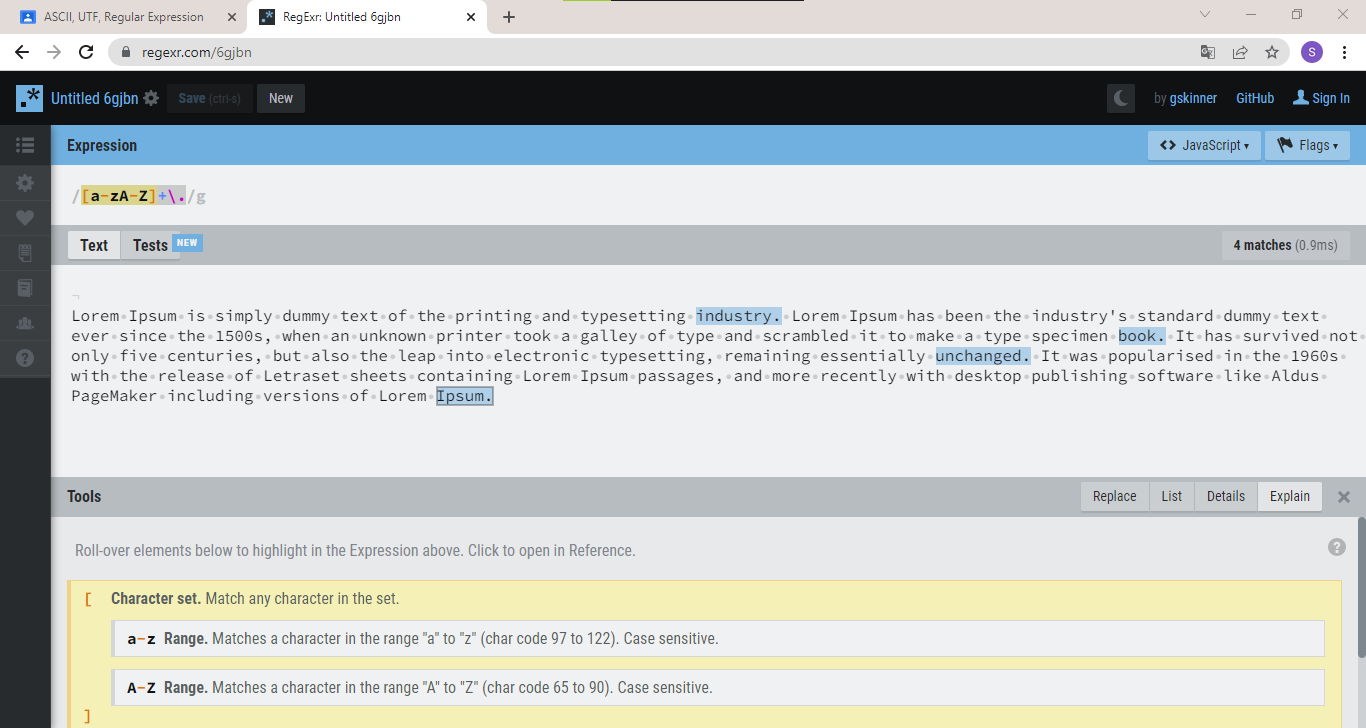 ASCII, UTF, Regular Expression
RegExr: Untitled 6gjbn
regexr.com/6gjbn
S
Untitled 6gjbn Save (ctrl-s) New by gskinner GitHub Sign In
Expression <> JavaScript Flags
/[a-zA-Z]+\./g
Text Tests NEW 4 matches (0.9ms)
¬
Lorem•Ipsum•is•simply•dummy•text•of•the•printing•and•typesetting•industry.•Lorem•Ipsum•has•been•the•industry's•standard•dummy•text•
ever•since•the•1500s,•when•an•unknown•printer•took•a•galley•of•type•and•scrambled•it•to•make•a•type•specimen•book.•It•has•survived•not•
only•five•centuries,•but•also•the•leap•into•electronic•typesetting,•remaining•essentially•unchanged.•It•was•popularised•in•the•1960s•
with•the•release•of•Letraset•sheets•containing•Lorem•Ipsum•passages,•and•more•recently•with•desktop•publishing•software•like•Aldus•
PageMaker•including•versions•of•Lorem•Ipsum.
Tools Replace List Details Explain
Roll-over elements below to highlight in the Expression above. Click to open in Reference. ?
[ Character set. Match any character in the set.
a-z Range. Matches a character in the range "a" to "z" (char code 97 to 122). Case sensitive.
A-Z Range. Matches a character in the range "A" to "Z" (char code 65 to 90). Case sensitive.
]